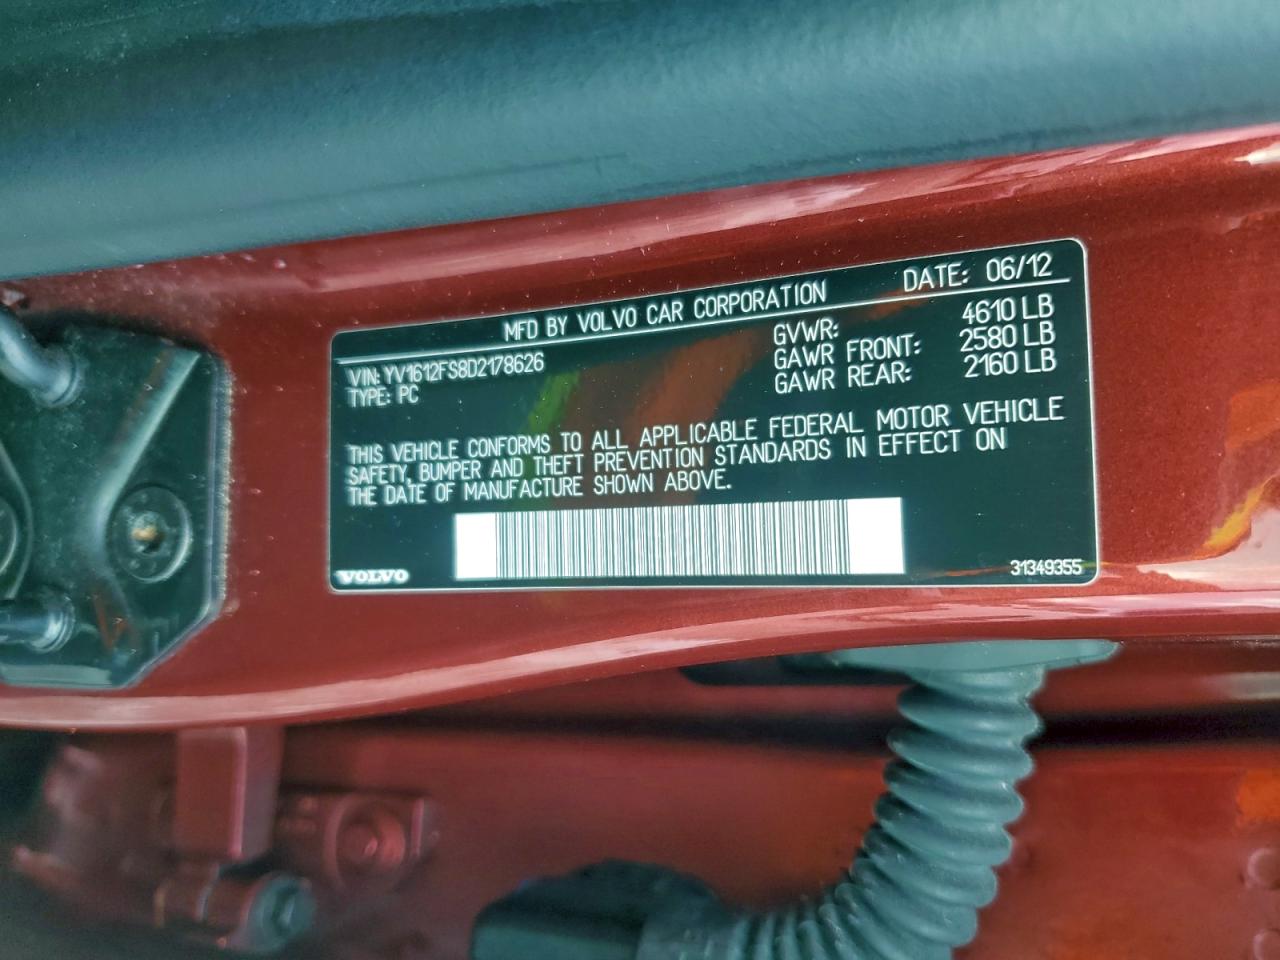 MFD BY VOLVO CAR CORPORATION DATE: 06/12
VIN: YV1612FS8D2178626
TYPE: PC
GVWR: 4610 LB
GAWR FRONT: 2580 LB
GAWR REAR: 2160 LB
THIS VEHICLE CONFORMS TO ALL APPLICABLE FEDERAL MOTOR VEHICLE
SAFETY, BUMPER AND THEFT PREVENTION STANDARDS IN EFFECT ON
THE DATE OF MANUFACTURE SHOWN ABOVE.
VOLVO
31349355